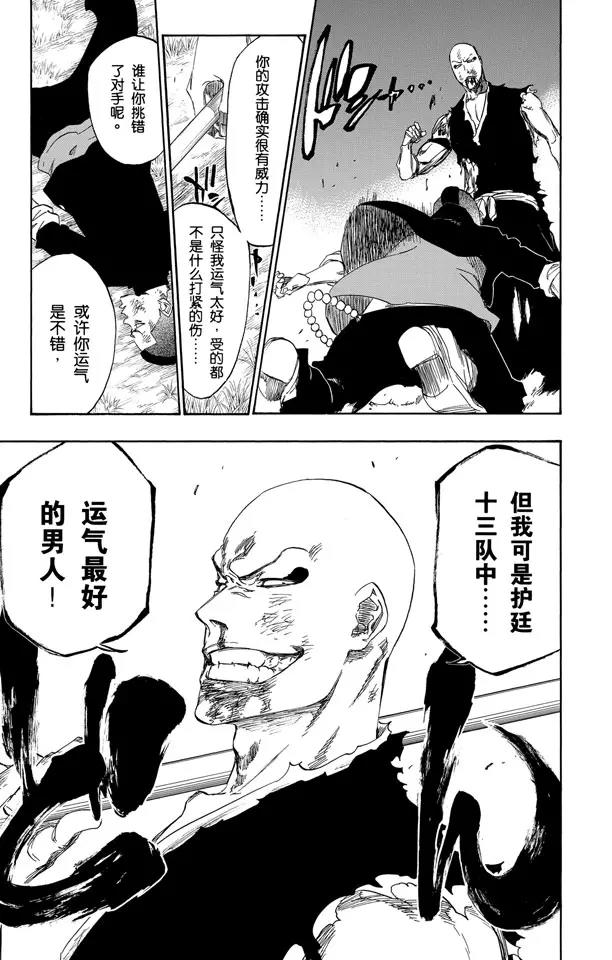 你的攻击
确实很有威力……
只怪我运气太好，受的都
不是什么打紧的伤……
谁让你挑错
了对手呢。
或许你运气
是不错，
但我可是护廷
十三队中……
运气最好
的男人！